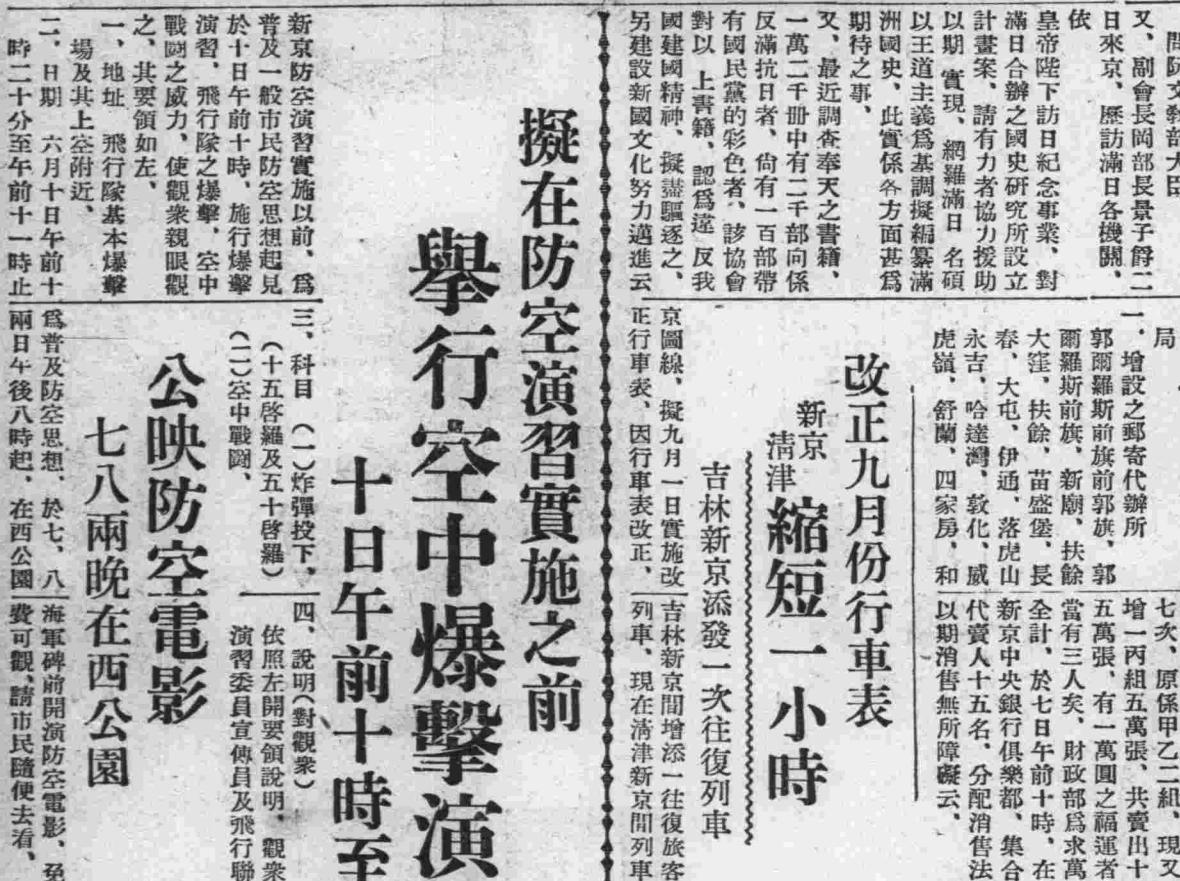 問阮文教部大臣
又、副會長岡部長景子爵二
日來京、歷訪滿日各機關、
依
皇帝陛下訪日紀念事業、對
滿日合辦之國史硏究所設立
計畫案、請有力者協力援助
以期 實現、網羅滿日 名碩
以王道主義爲基調擬編纂滿
洲國史、此實係各方面甚爲
期待之事、
又、最近調查奉天之書籍、
一萬二千册中有二千部向係
反滿抗日者、尙有一百部帶
有國民黨的彩色者、該協會
對以 上書籍、認爲違 反我
國建國精神、擬盡驅逐之、
另建設新國文化努力邁進云
局
一、增設之郵寄代辦所
郭爾羅斯前旗前郭旗、郭
爾羅斯前旗、新廟、扶餘
大窪、扶餘、苗盛堡、長
春、大屯、伊通、落虎山
永吉、哈達灣、敦化、威
虎嶺、舒蘭、四家房、和
七次、原係甲乙二組、現又
增一丙組五萬張、共賣出十
五萬張、有一萬圓之福運者
當有三人矣、財政部爲求萬
全計、於七日午前十時、在
新京中央銀行俱樂部、集合
代賣人十五名、分配消售法
以期消售無所障礙云、
改正九月份行車表
新京
淸津
縮短一小時
吉林新京添發一次往復列車
京圖線、擬九月一日實施改
正行車表、因行車表改正、
吉林新京間增添一往復旅客
列車、現在淸津新京間列車
擬在防空演習實施之前
舉行空中爆擊演
十日午前十時至
新京防空演習實施以前、爲
普及一般市民防空思想起見
於十日午前十時、施行爆擊
演習、飛行隊之爆擊、空中
戰鬪之威力、使觀衆親眼觀
之、其要領如左、
一、地址 飛行隊基本爆擊
場及其上空附近、
二、日期 六月十日午前十
時二十分至午前十一時止
三、科目 (一)炸彈投下、
(十五啓羅及五十啓羅)
(二)空中戰鬪、
四、說明(對觀衆)
依照左開要領說明、觀衆
演習委員宣傳員及飛行聯
公映防空電影
七八兩晚在西公園
爲普及防空思想、於七、八
兩日午後八時起、在西公園
海軍碑前開演防空電影、免
費可觀、請市民隨便去看、